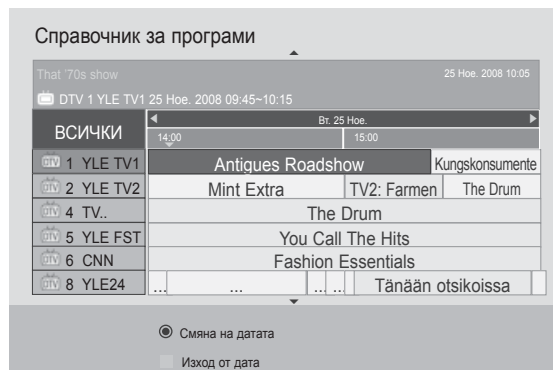 Справочник за програми
That '70s show 25 Ное. 2008 10:05
DTV 1 YLE TV1 25 Ное. 2008 09:45~10:15
ВСИЧКИ
Вт. 25 Ное.
14:00 15:00
DTV 1 YLE TV1 Antigues Roadshow Kungskonsumente
DTV 2 YLE TV2 Mint Extra TV2: Farmen The Drum
DTV 4 TV.. The Drum
DTV 5 YLE FST You Call The Hits
DTV 6 CNN Fashion Essentials
DTV 8 YLE24 ... ... ... ... Tänään otsikoissa
Смяна на датата
Изход от дата